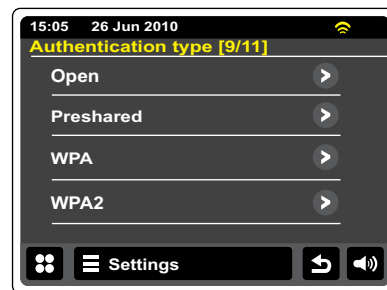 15:05 26 Jun 2010
Authentication type [9/11]
Open
Preshared
WPA
WPA2
Settings